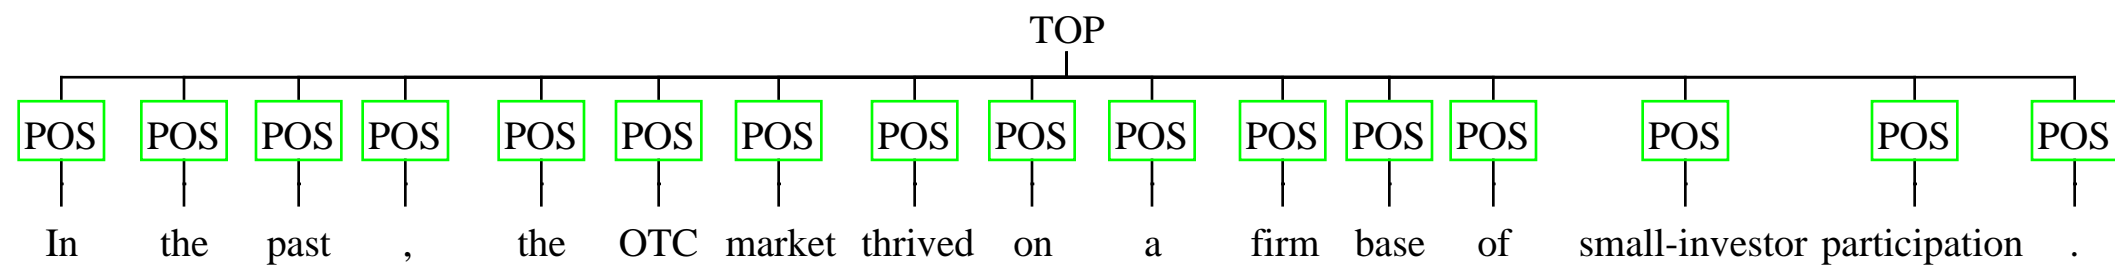 TOP
POS POS POS POS POS POS POS POS POS POS POS POS POS POS POS POS
In the past , the OTC market thrived on a firm base of small-investor participation .